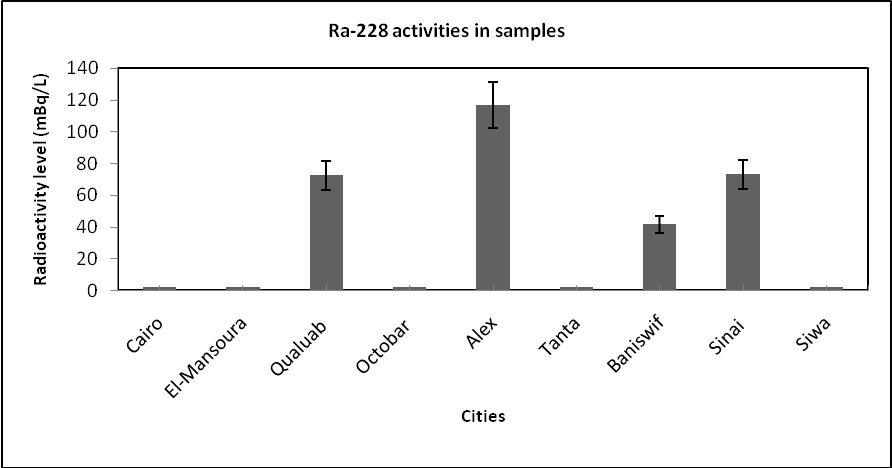 Ra-228 activities in samples
Radioactivity level (mBq/L)
140
120
100
80
60
40
20
0
Cairo
El-Mansoura
Qualuab
Octobar
Alex
Tanta
Baniswif
Sinai
Siwa
Cities